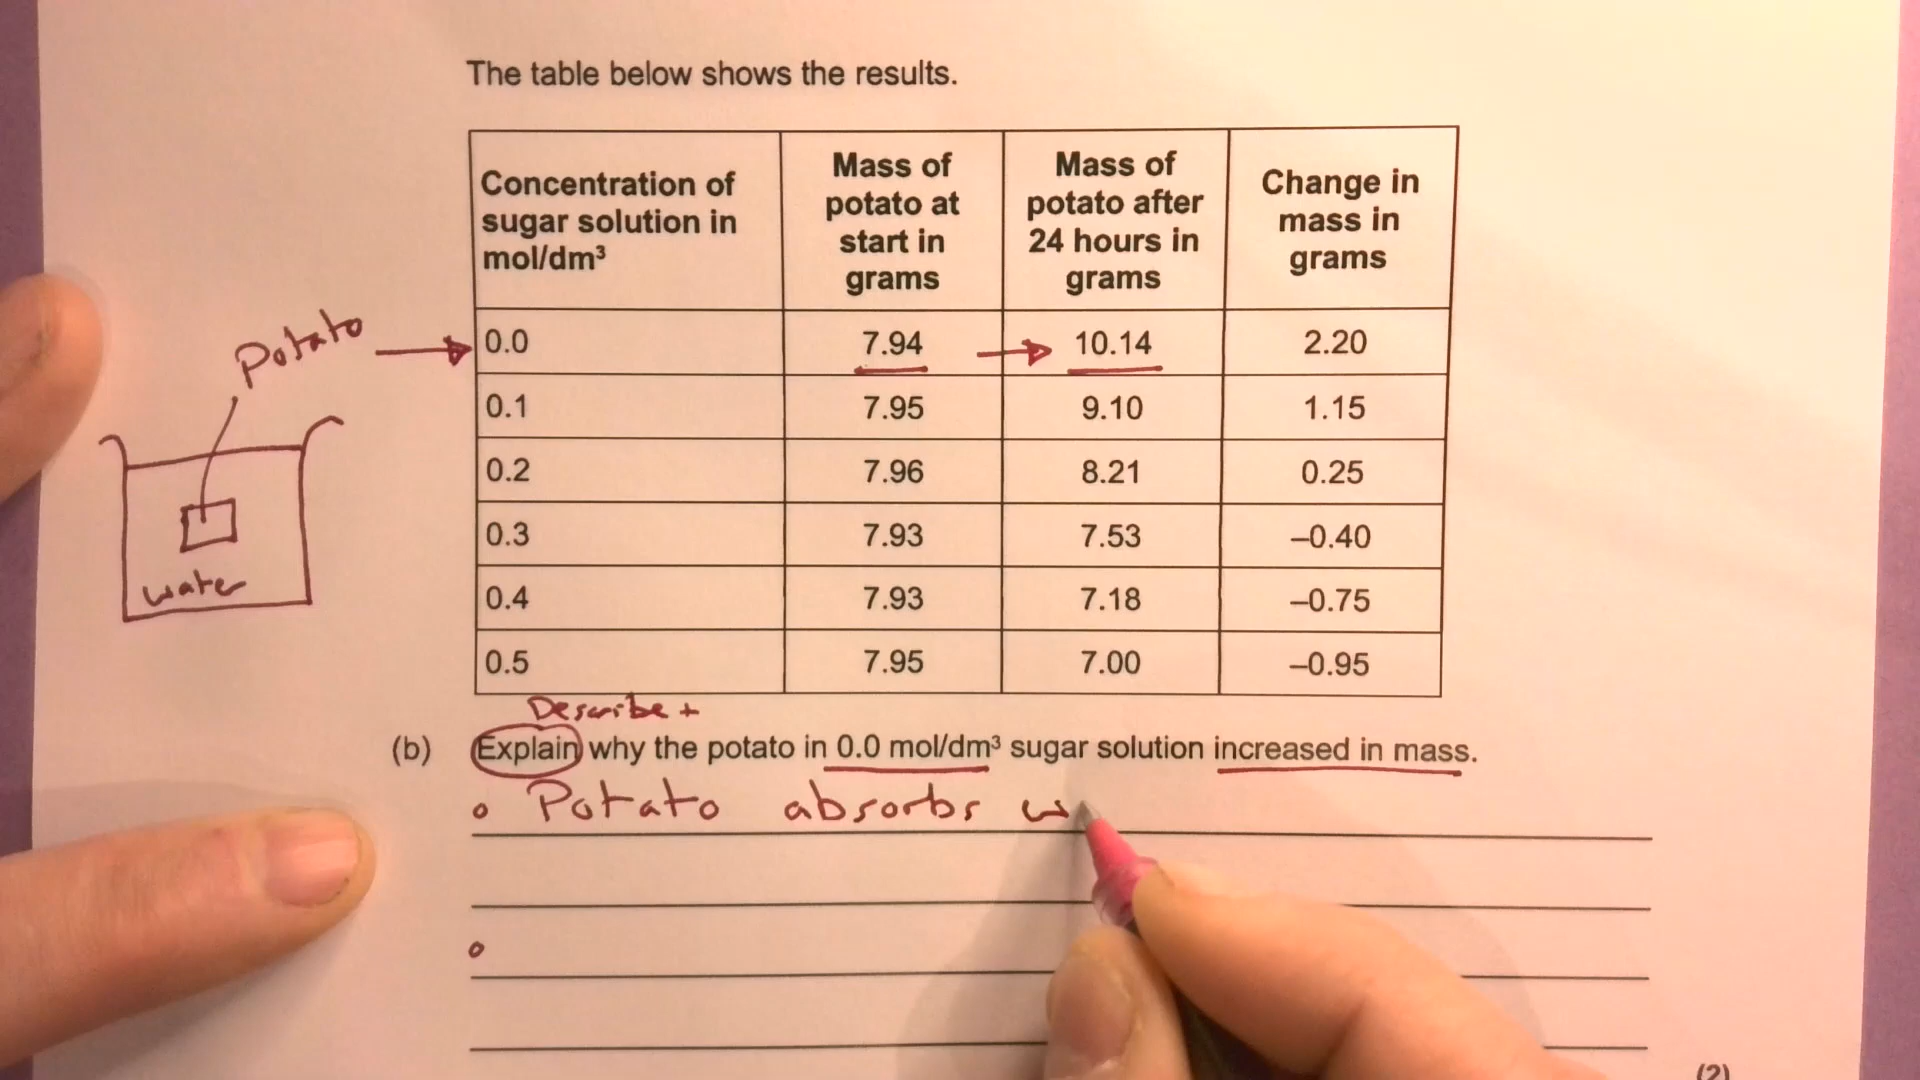 The table below shows the results.
Concentration of sugar solution in mol/dm³ Mass of potato at start in grams Mass of potato after 24 hours in grams Change in mass in grams
Potato
0.0 7.94 10.14 2.20
0.1 7.95 9.10 1.15
0.2 7.96 8.21 0.25
0.3 7.93 7.53 –0.40
water
0.4 7.93 7.18 –0.75
0.5 7.95 7.00 –0.95
Describe +
(b) Explain why the potato in 0.0 mol/dm³ sugar solution increased in mass.
Potato absorbs w
(2)